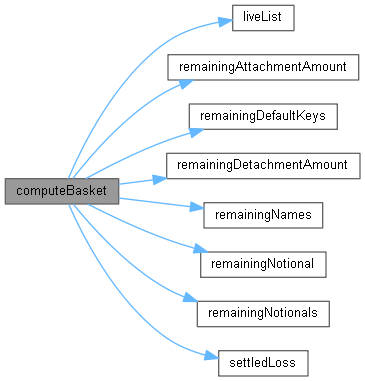 liveList
remainingAttachmentAmount
remainingDefaultKeys
remainingDetachmentAmount
computeBasket
remainingNames
remainingNotional
remainingNotionals
settledLoss